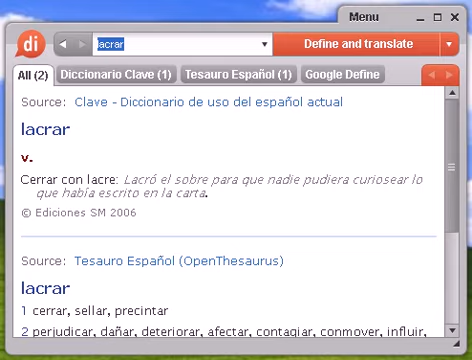 Menu
di
lacrar
Define and translate
All (2) Diccionario Clave (1) Tesauro Español (1) Google Define
Source: Clave - Diccionario de uso del español actual
lacrar
v.
Cerrar con lacre: Lacró el sobre para que nadie pudiera curiosear lo
que había escrito en la carta.
© Ediciones SM 2006
Source: Tesauro Español (OpenThesaurus)
lacrar
1 cerrar, sellar, precintar
2 perjudicar, dañar, deteriorar, afectar, contagiar, conmover, influir,